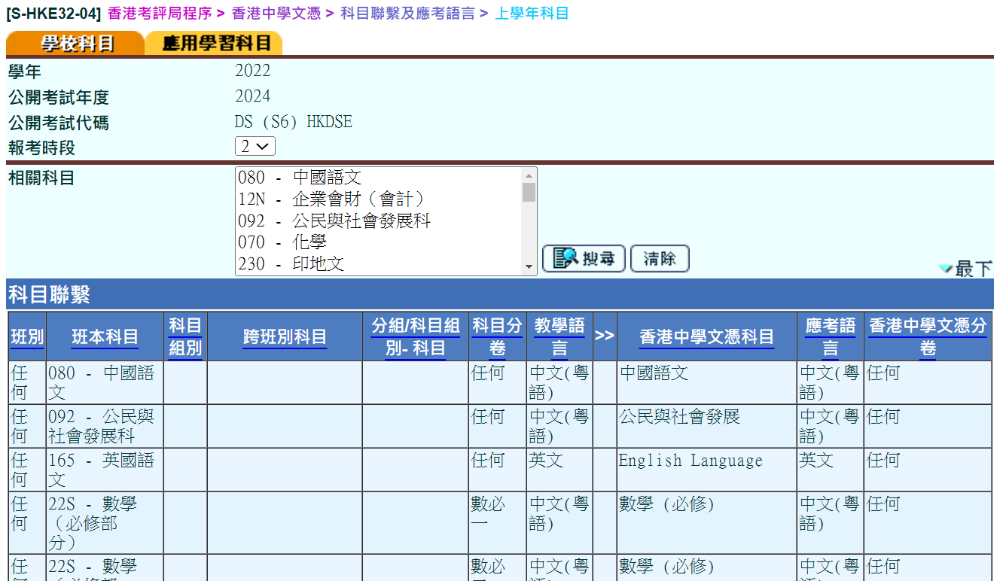 [S-HKE32-04] 香港考評局程序 > 香港中學文憑 > 科目聯繫及應考語言 > 上學年科目
學校科目 應用學習科目
學年 2022
公開考試年度 2024
公開考試代碼 DS (S6) HKDSE
報考時段 2
相關科目
080 - 中國語文
12N - 企業會財（會計）
092 - 公民與社會發展科
070 - 化學
230 - 印地文
搜尋 清除
最下
科目聯繫
班別 班本科目 科目組別 跨班別科目 分組/科目組別- 科目 科目分卷 教學語言 >> 香港中學文憑科目 應考語言 香港中學文憑分卷
任何 080 - 中國語文 任何 中文(粵語) 中國語文 中文(粵語) 任何
任何 092 - 公民與社會發展科 任何 中文(粵語) 公民與社會發展 中文(粵語) 任何
任何 165 - 英國語文 任何 英文 English Language 英文 任何
任何 22S - 數學（必修部分） 數必一 中文(粵語) 數學 (必修) 中文(粵語) 任何
任 22S - 數學 數必 中文(粵 數學 (必修) 中文(粵 任何